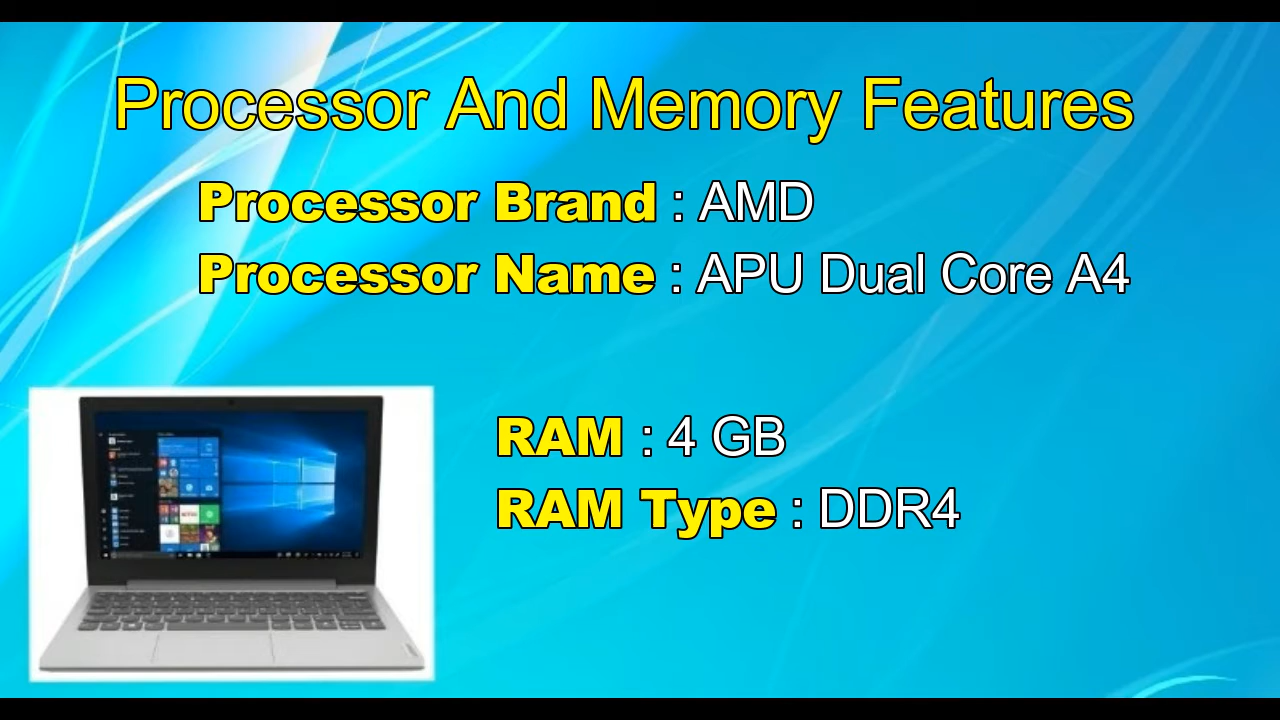 Processor And Memory Features
Processor Brand : AMD
Processor Name : APU Dual Core A4
RAM : 4 GB
RAM Type : DDR4